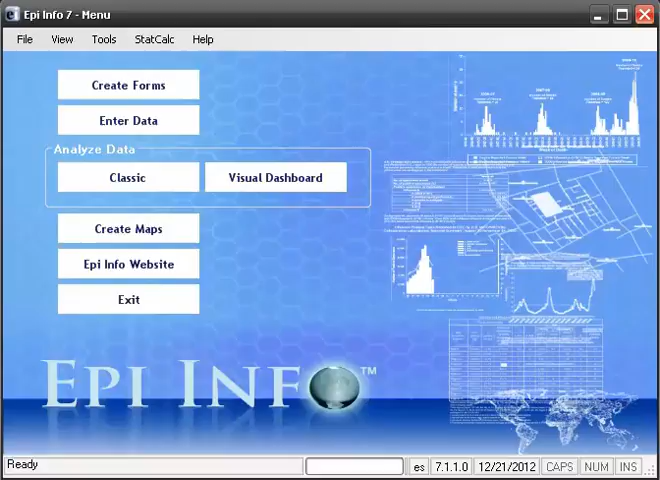 Epi Info 7 - Menu
File View Tools StatCalc Help
Create Forms
Enter Data
Analyze Data
Classic Visual Dashboard
Create Maps
Epi Info Website
Exit
EPI INFO™
Ready es 7.1.1.0 12/21/2012 CAPS NUM INS